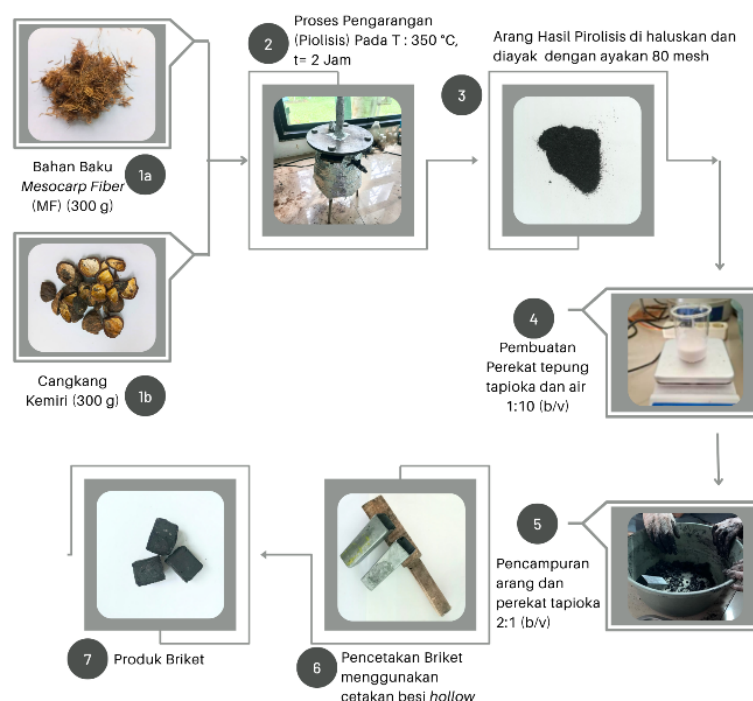 1a
Bahan Baku
Mesocarp Fiber
(MF) (300 g)
1b
Cangkang
Kemiri (300 g)
2
Proses Pengarangan
(Piolisis) Pada T : 350 °C,
t= 2 Jam
3
Arang Hasil Pirolisis di haluskan dan
diayak dengan ayakan 80 mesh
4
Pembuatan
Perekat tepung
tapioka dan air
1:10 (b/v)
5
Pencampuran
arang dan
perekat tapioka
2:1 (b/v)
6
Pencetakan Briket
menggunakan
cetakan besi hollow
7
Produk Briket